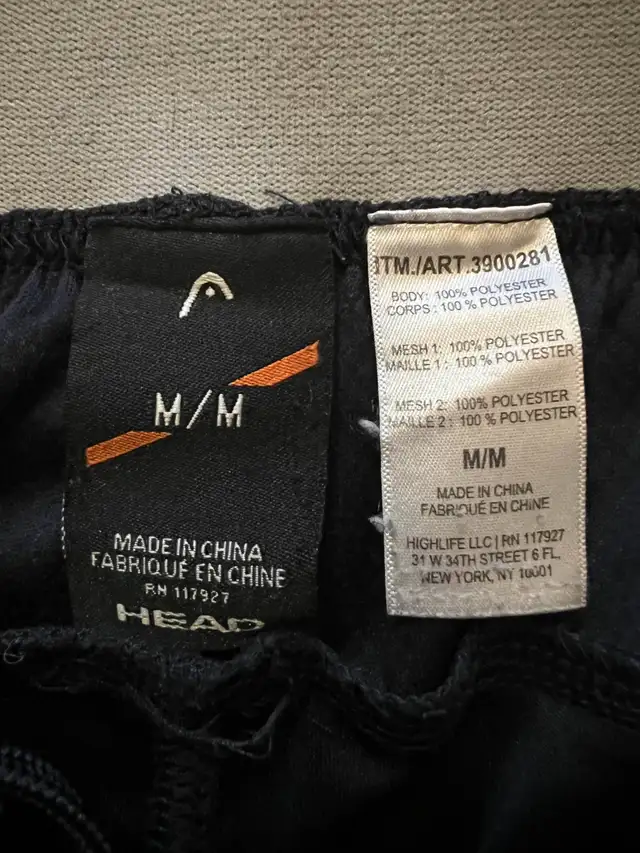 M/M
MADE IN CHINA
FABRIQUÉ EN CHINE
RN 117927
HEAD
ITM./ART.3900281
BODY: 100% POLYESTER
CORPS : 100 % POLYESTER
MESH 1: 100% POLYESTER
MAILLE 1 : 100 % POLYESTER
MESH 2: 100% POLYESTER
MAILLE 2 : 100 % POLYESTER
M/M
MADE IN CHINA
FABRIQUÉ EN CHINE
HIGHLIFE LLC | RN 117927
31 W 34TH STREET 6 FL.
NEW YORK, NY 10001